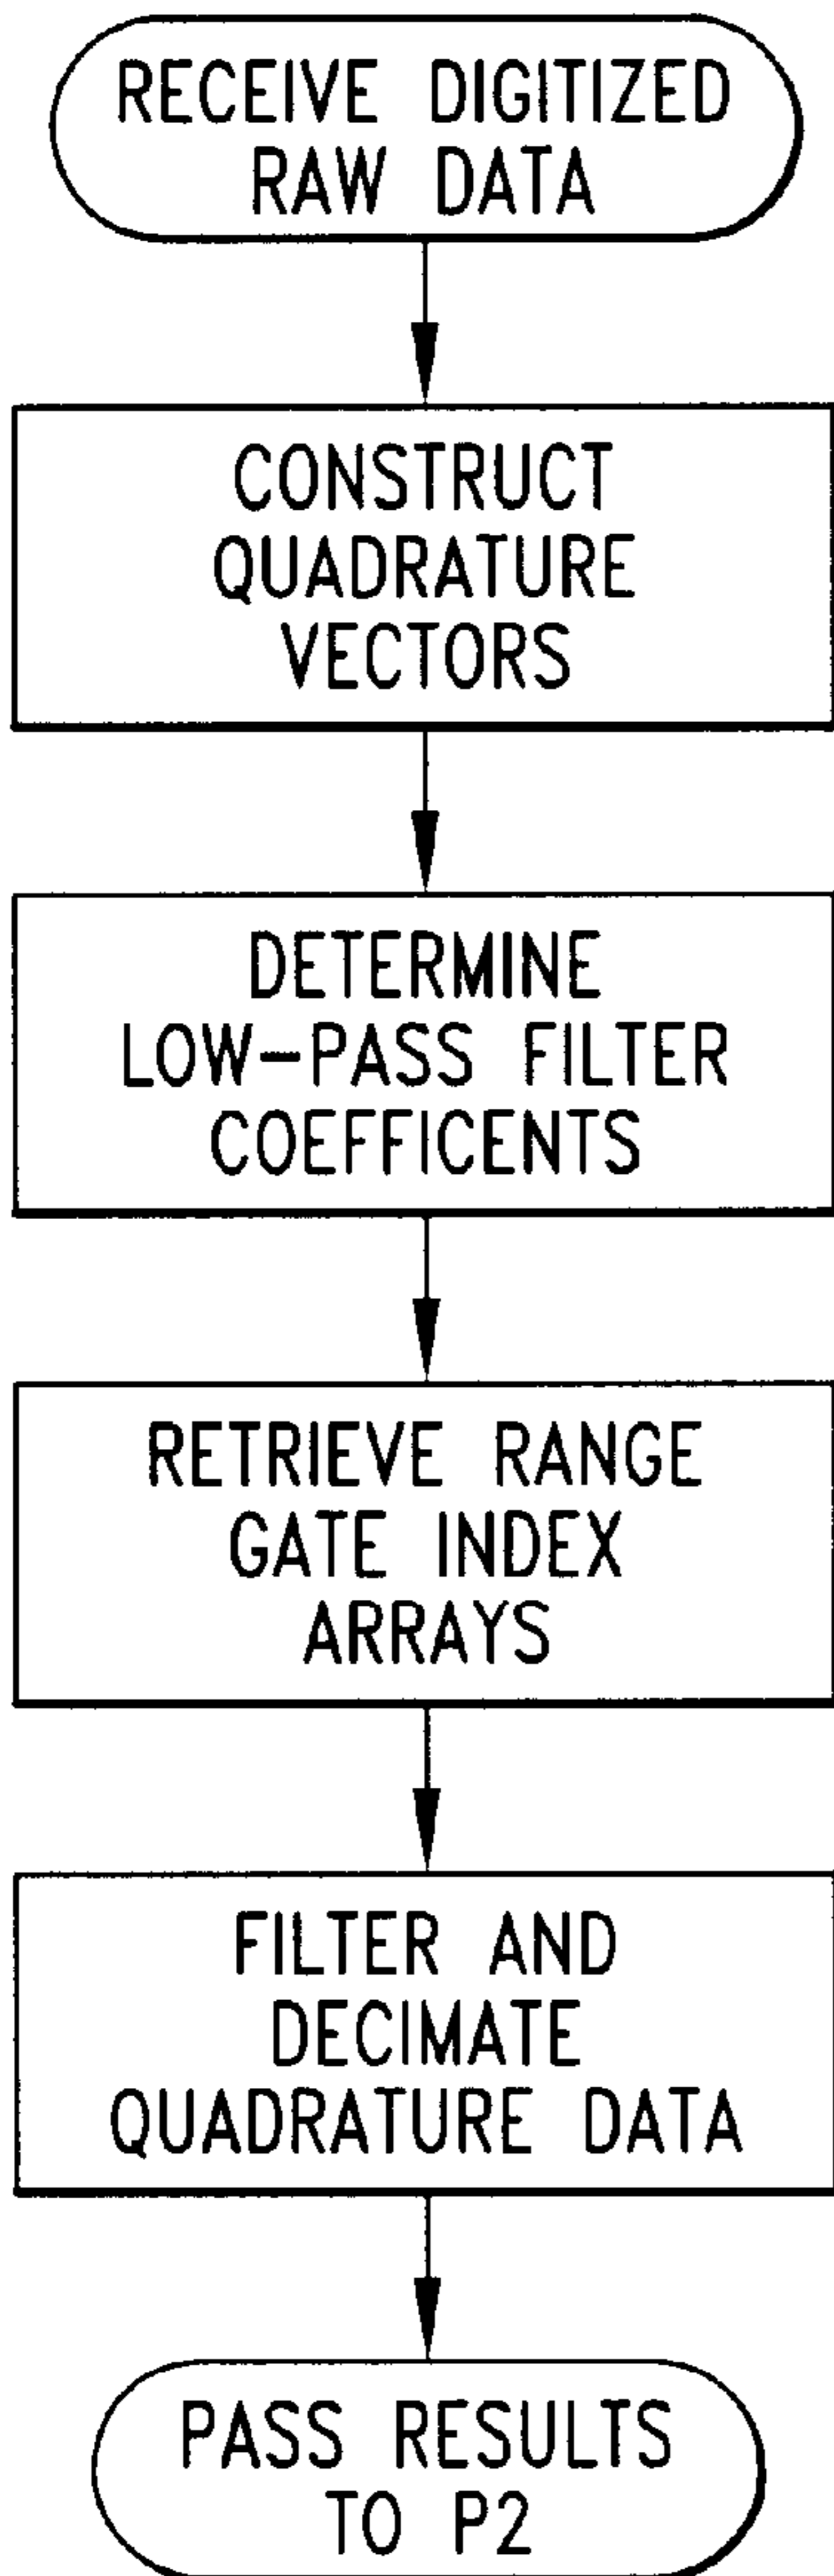 RECEIVE DIGITIZED
RAW DATA
CONSTRUCT
QUADRATURE
VECTORS
DETERMINE
LOW-PASS FILTER
COEFFICENTS
RETRIEVE RANGE
GATE INDEX
ARRAYS
FILTER AND
DECIMATE
QUADRATURE DATA
PASS RESULTS
TO P2